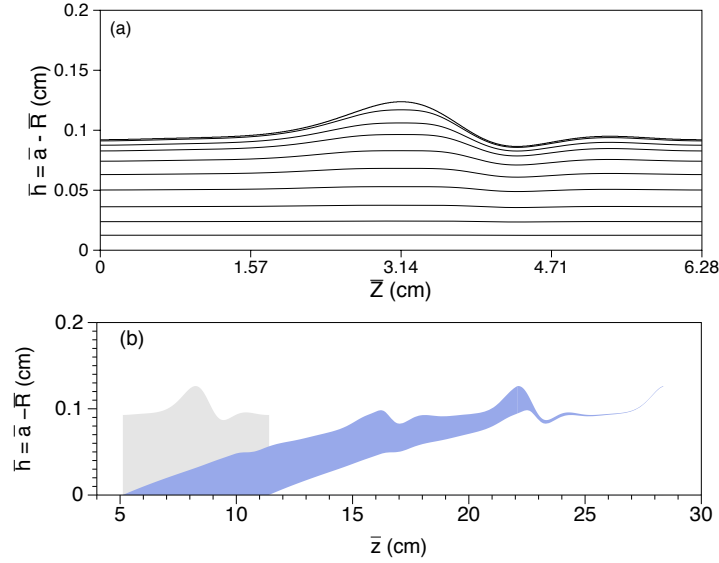 (a)
0.2
0.15
0.1
0.05
0
h̅ = a̅ - R̅ (cm)
0 1.57 3.14 4.71 6.28
Z̅ (cm)
(b)
0.2
0.1
0
h̅ = a̅ – R̅ (cm)
5 10 15 20 25 30
z̅ (cm)